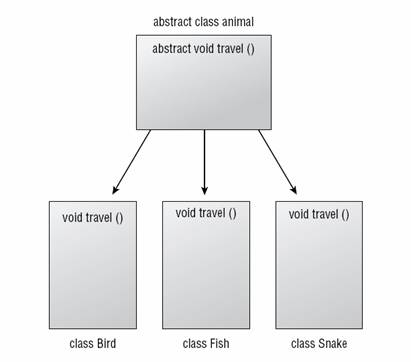 abstract class animal
abstract void travel ()
void travel ()
void travel ()
void travel ()
class Bird
class Fish
class Snake